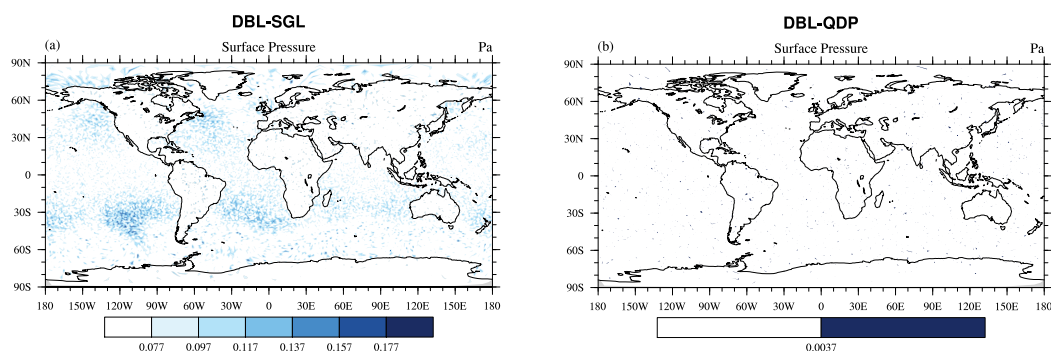 DBL-SGL
(a) Surface Pressure Pa
90N
60N
30N
0
30S
60S
90S
180 150W 120W 90W 60W 30W 0 30E 60E 90E 120E 150E 180
0.077 0.097 0.117 0.137 0.157 0.177
DBL-QDP
(b) Surface Pressure Pa
90N
60N
30N
0
30S
60S
90S
180 150W 120W 90W 60W 30W 0 30E 60E 90E 120E 150E 180
0.0037